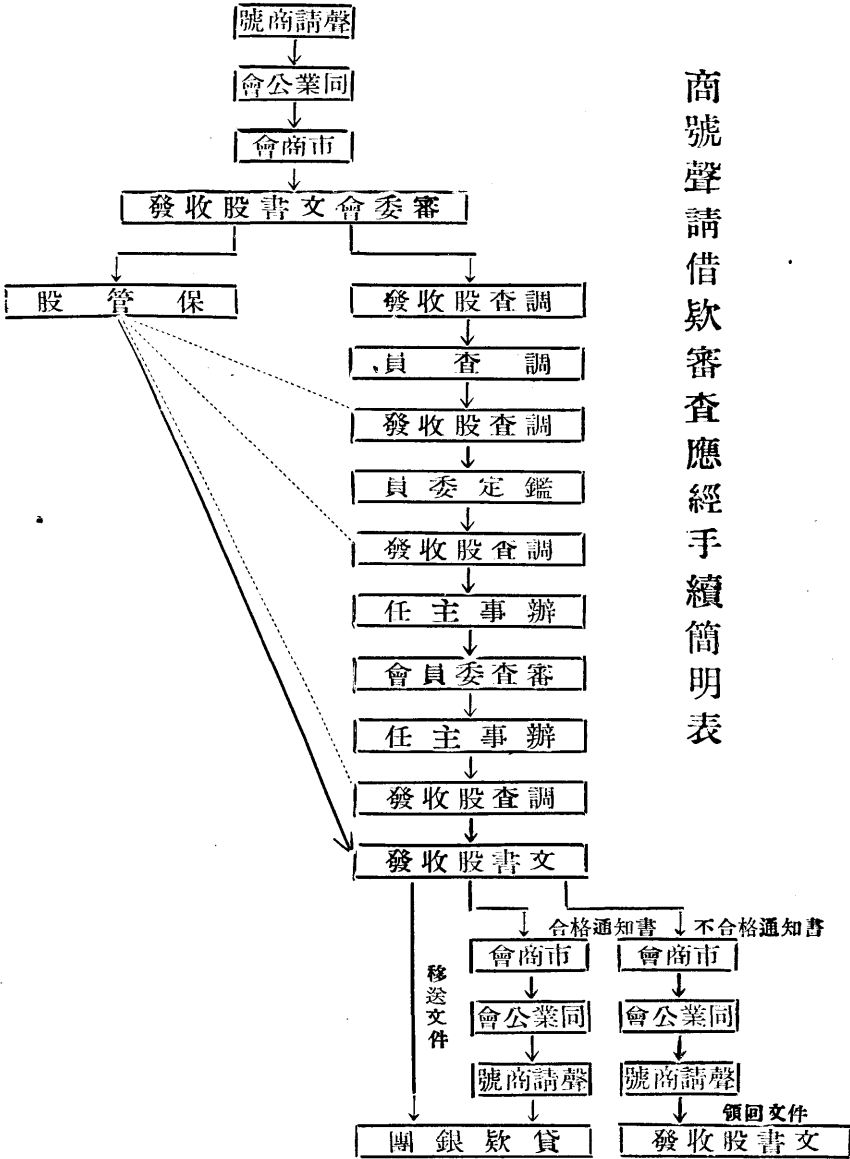 商號聲請借欵審查應經手續簡明表
聲請商號
同業公會
市商會
審委會文書股收發
保管股
調查股收發
調查員
調查股收發
鑑定委員
調查股收發
辦事主任
審查委員會
辦事主任
調查股收發
文書股收發
移送文件
合格通知書
市商會
同業公會
聲請商號
貸欵銀團
不合格通知書
市商會
同業公會
聲請商號
領回文件
文書股收發